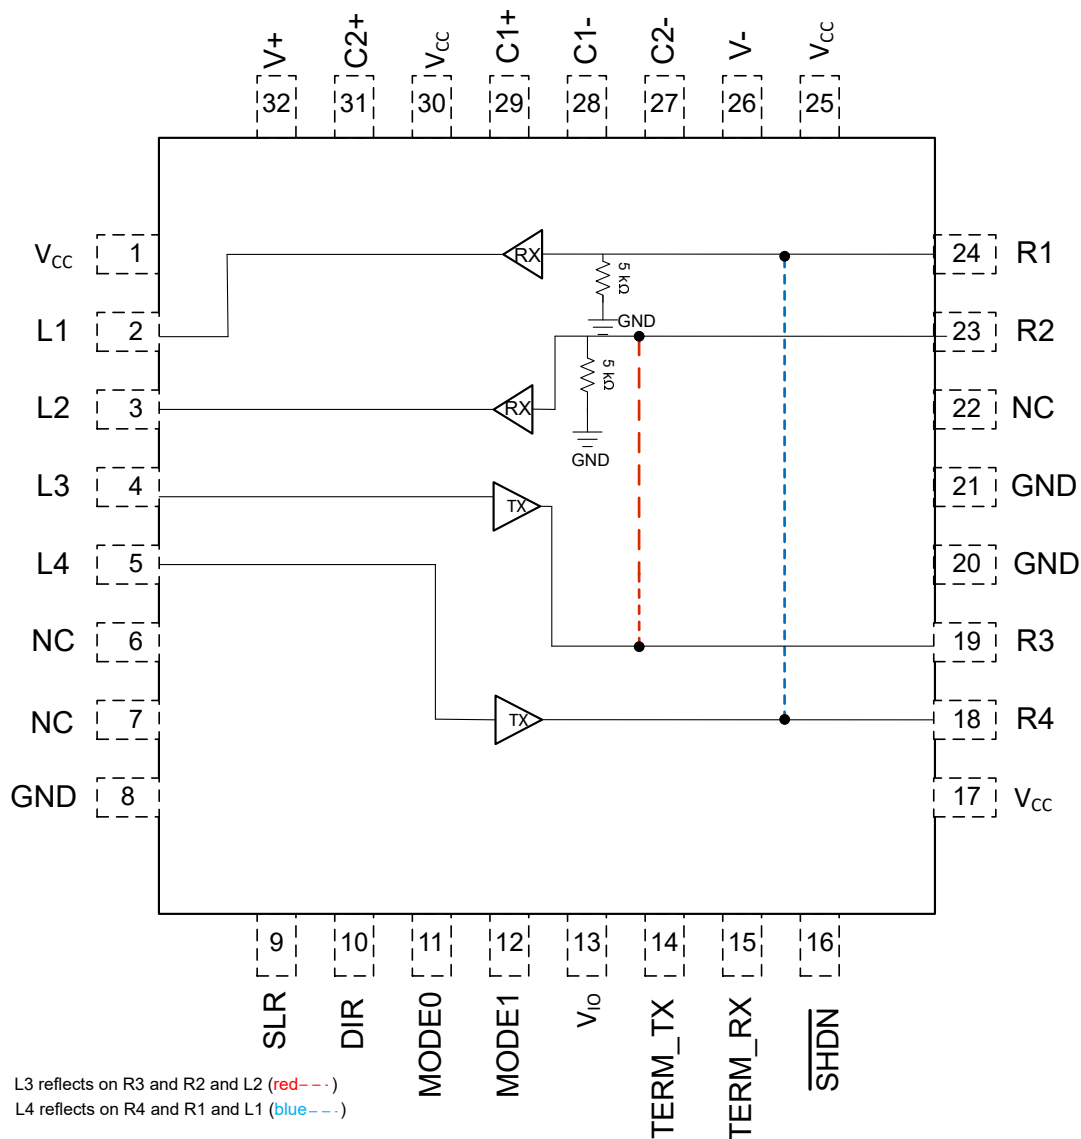 V+
C2+
VCC
C1+
C1-
C2-
V-
VCC
32
31
30
29
28
27
26
25
VCC
1
RX
5 kΩ
24
R1
L1
2
GND
23
R2
5 kΩ
L2
3
RX
22
NC
GND
L3
4
TX
21
GND
L4
5
20
GND
NC
6
19
R3
NC
7
TX
18
R4
GND
8
17
VCC
9
10
11
12
13
14
15
16
SLR
DIR
MODE0
MODE1
VIO
TERM_TX
TERM_RX
SHDN
L3 reflects on R3 and R2 and L2 (red---·)
L4 reflects on R4 and R1 and L1 (blue---·)